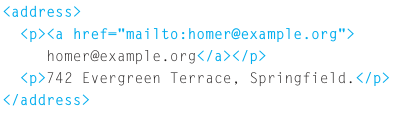 <address>
  <p><a href="mailto:homer@example.org">
     homer@example.org</a></p>
  <p>742 Evergreen Terrace, Springfield.</p>
</address>